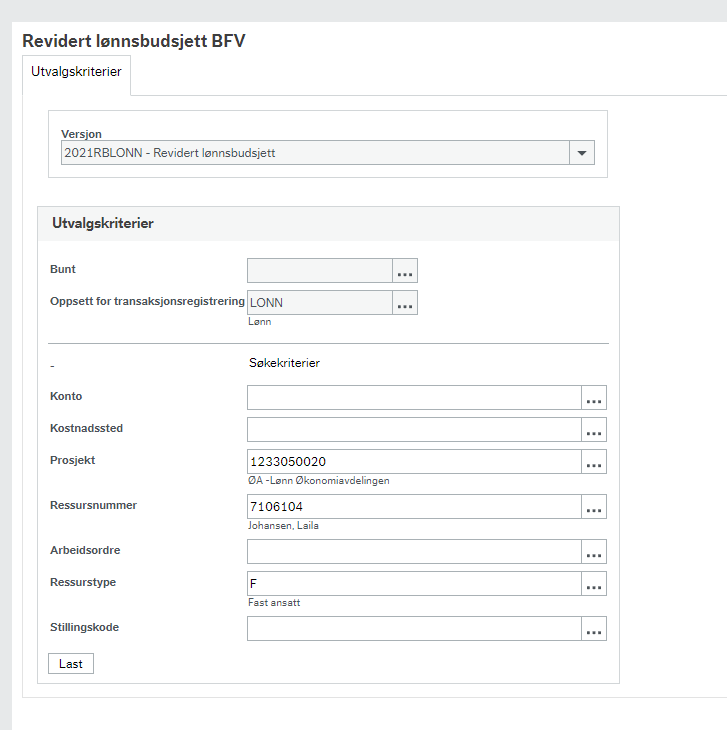 Revidert lønnsbudsjett BFV
Utvalgskriterier
Versjon
2021RBLONN - Revidert lønnsbudsjett
Utvalgskriterier
Bunt
...
Oppsett for transaksjonsregistrering LONN ...
Lønn
- Søkekriterier
Konto ...
Kostnadssted ...
Prosjekt 1233050020 ...
ØA -Lønn Økonomiavdelingen
Ressursnummer 7106104 ...
Johansen, Laila
Arbeidsordre ...
Ressurstype F ...
Fast ansatt
Stillingskode ...
Last